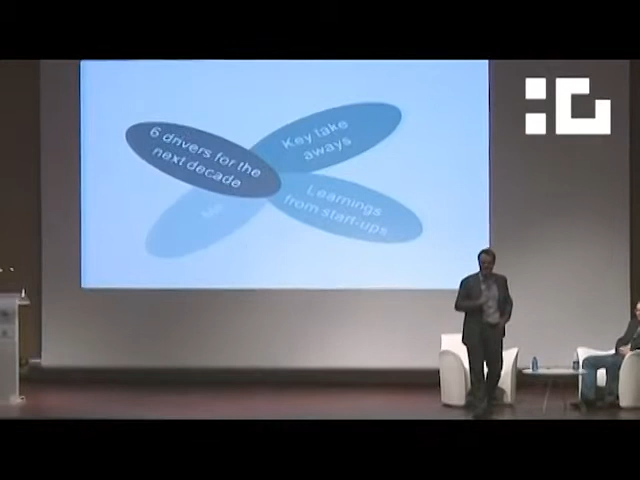 6 drivers for the
next decade
Key take
aways
Learnings
from start-ups